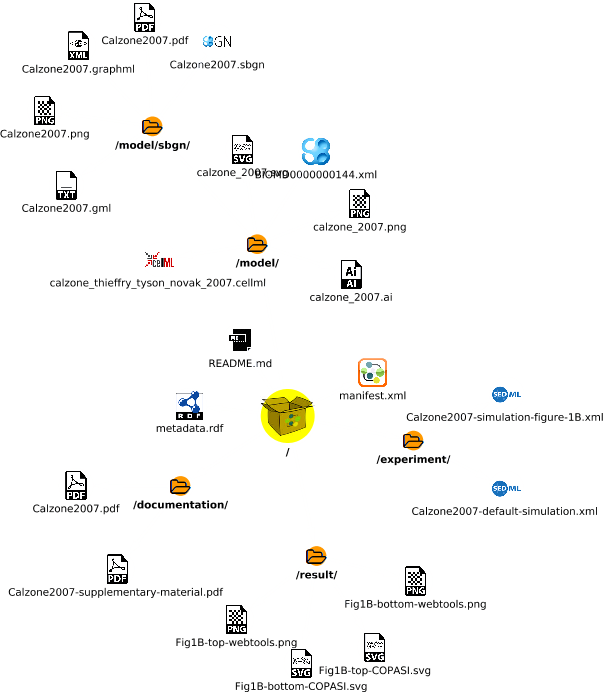 PDF
Calzone2007.pdf
XML
Calzone2007.graphml
GN
Calzone2007.sbgn
PNG
Calzone2007.png
/model/sbgn/
SVG
calzone_2007.svg
BIOMD0000000144.xml
TXT
Calzone2007.gml
PNG
calzone_2007.png
/model/
cellML
calzone_thieffry_tyson_novak_2007.cellml
Ai
AI
calzone_2007.ai
README.md
manifest.xml
SED-ML
Calzone2007-simulation-figure-1B.xml
RDF
metadata.rdf
/
/experiment/
PDF
Calzone2007.pdf
/documentation/
SED-ML
Calzone2007-default-simulation.xml
/result/
PDF
Calzone2007-supplementary-material.pdf
PNG
Fig1B-bottom-webtools.png
PNG
Fig1B-top-webtools.png
SVG
Fig1B-top-COPASI.svg
SVG
Fig1B-bottom-COPASI.svg